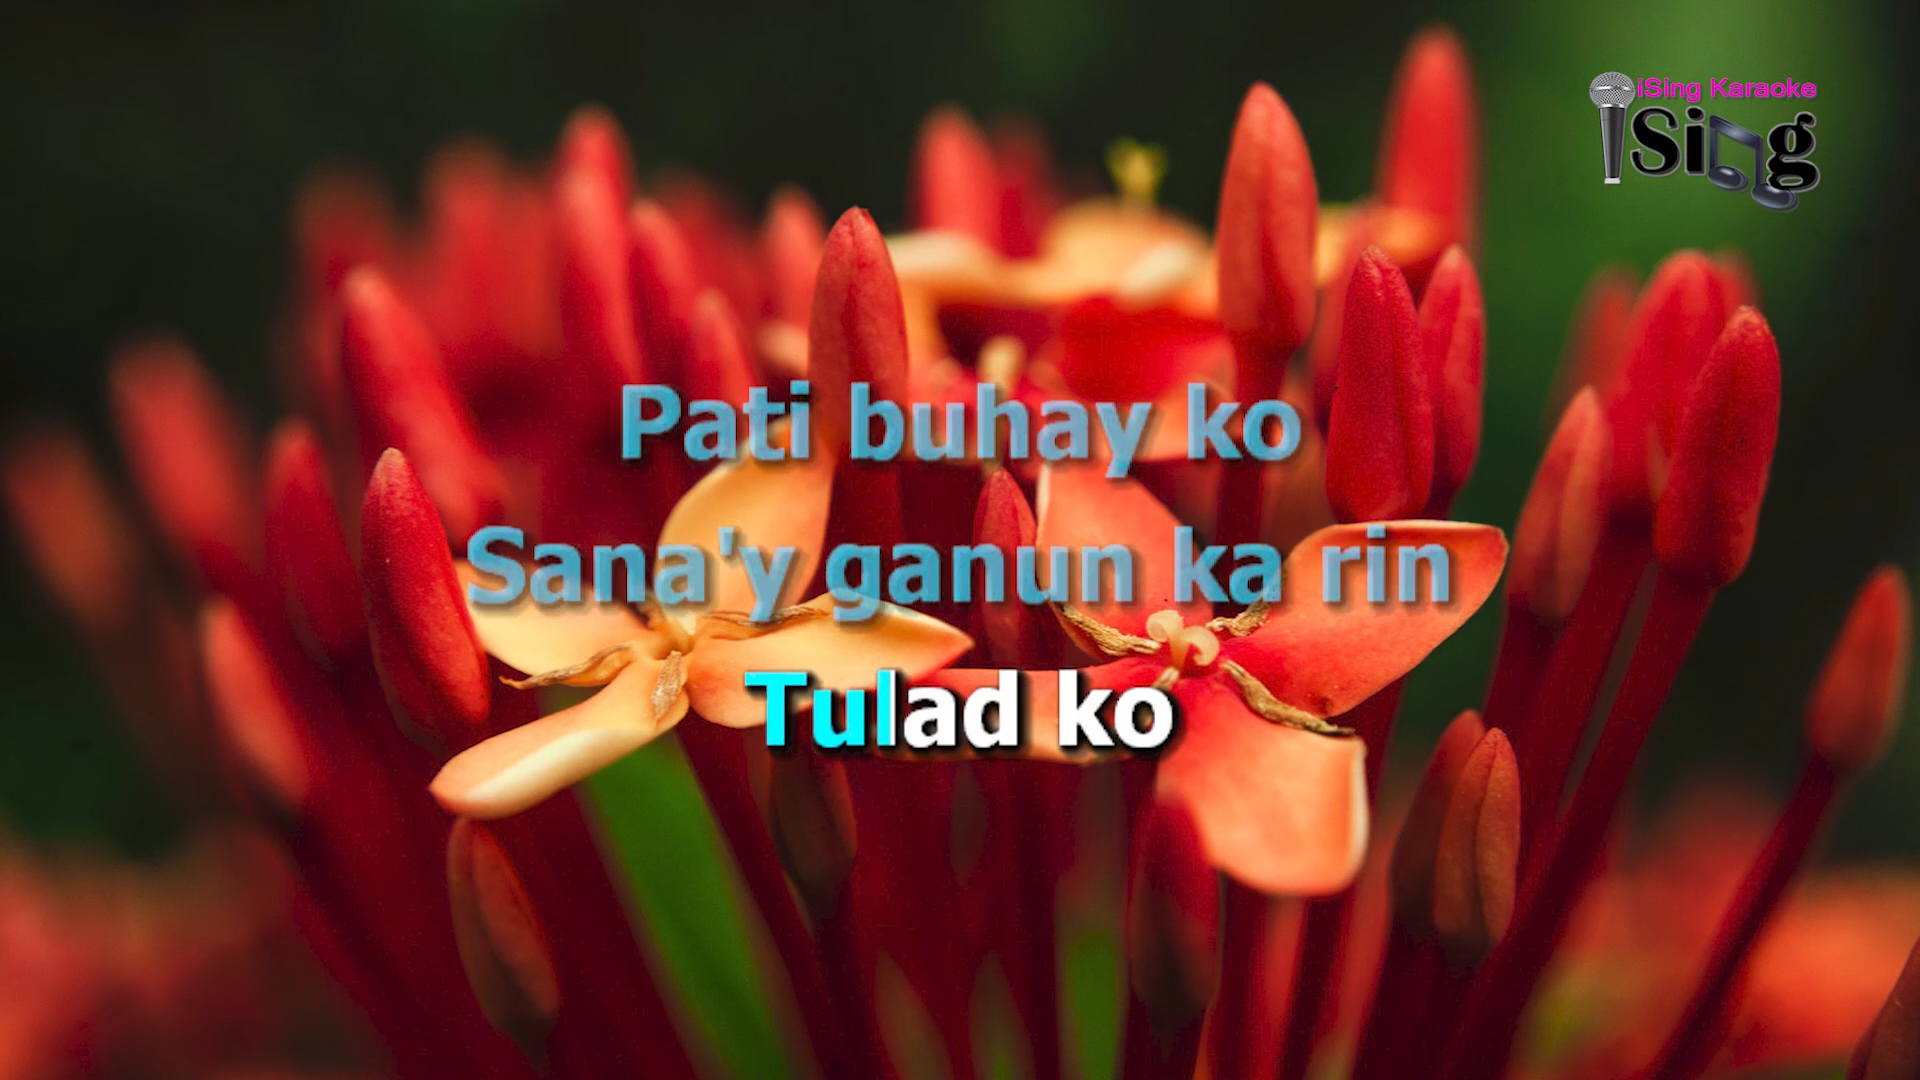 iSing Karaoke
iSing
Pati buhay ko
Sana'y ganun ka rin
Tulad ko